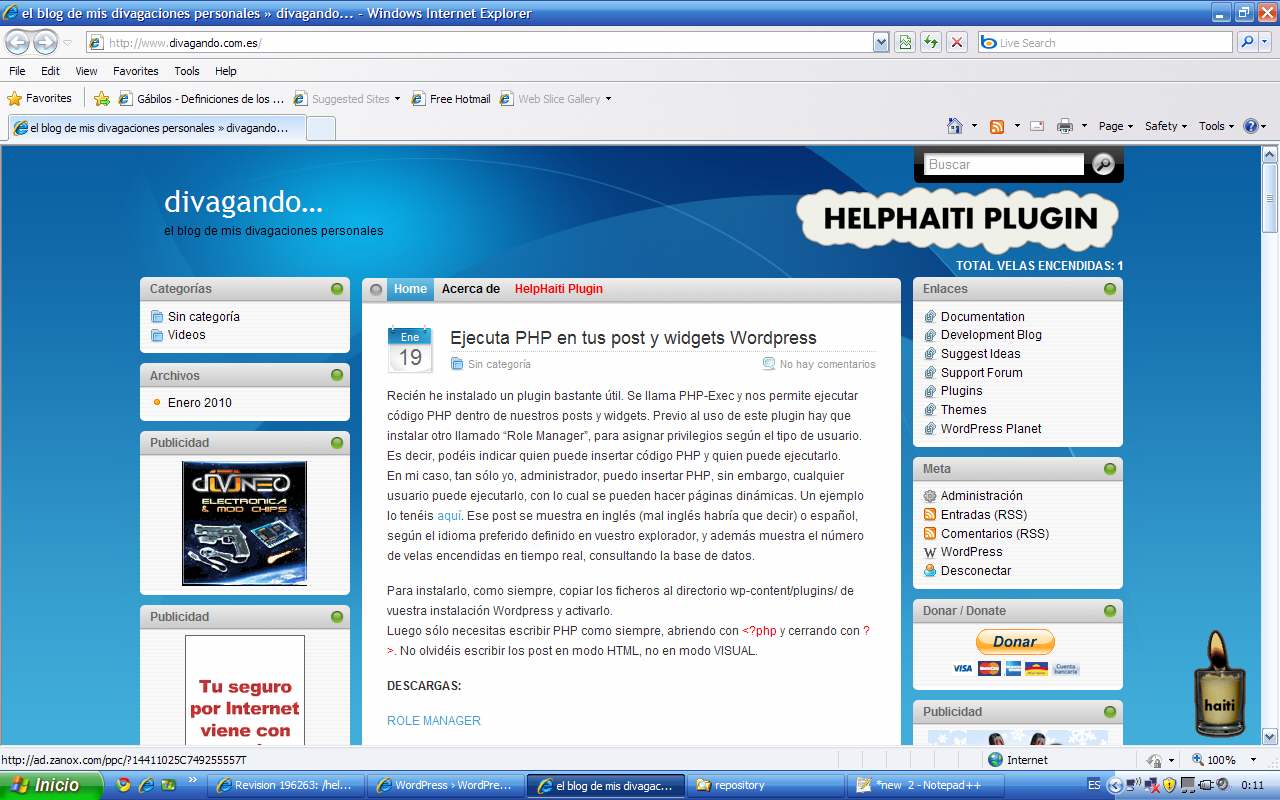 el blog de mis divagaciones personales » divagando... - Windows Internet Explorer
http://www.divagando.com.es/
Live Search
File Edit View Favorites Tools Help
Favorites Gábilos - Definiciones de los ... Suggested Sites Free Hotmail Web Slice Gallery
el blog de mis divagaciones personales » divagando...
Page Safety Tools
Buscar
divagando...
el blog de mis divagaciones personales
HELPHAITI PLUGIN
TOTAL VELAS ENCENDIDAS: 1
Categorías
Sin categoría
Videos
Archivos
Enero 2010
Publicidad
DIVINEO
ELECTRONICA
& MOD CHIPS
Publicidad
Tu seguro
por Internet
viene con
Home Acerca de HelpHaiti Plugin
Ene
19
Ejecuta PHP en tus post y widgets Wordpress
Sin categoría No hay comentarios
Recién he instalado un plugin bastante útil. Se llama PHP-Exec y nos permite ejecutar
código PHP dentro de nuestros posts y widgets. Previo al uso de este plugin hay que
instalar otro llamado “Role Manager”, para asignar privilegios según el tipo de usuario.
Es decir, podéis indicar quien puede insertar código PHP y quien puede ejecutarlo.
En mi caso, tan sólo yo, administrador, puedo insertar PHP, sin embargo, cualquier
usuario puede ejecutarlo, con lo cual se pueden hacer páginas dinámicas. Un ejemplo
lo tenéis aquí. Ese post se muestra en inglés (mal inglés habría que decir) o español,
según el idioma preferido definido en vuestro explorador, y además muestra el número
de velas encendidas en tiempo real, consultando la base de datos.
Para instalarlo, como siempre, copiar los ficheros al directorio wp-content/plugins/ de
vuestra instalación Wordpress y activarlo.
Luego sólo necesitas escribir PHP como siempre, abriendo con <?php y cerrando con ?
>. No olvidéis escribir los post en modo HTML, no en modo VISUAL.
DESCARGAS:
ROLE MANAGER
Enlaces
Documentation
Development Blog
Suggest Ideas
Support Forum
Plugins
Themes
WordPress Planet
Meta
Administración
Entradas (RSS)
Comentarios (RSS)
WordPress
Desconectar
Donar / Donate
Donar
VISA Cuenta bancaria
Publicidad
haiti
http://ad.zanox.com/ppc/?14411025C749255557T
Internet 100%
Inicio Revision 196263: /hel... WordPress › WordPre... el blog de mis divagac... repository *new 2 - Notepad++ ES 0:11